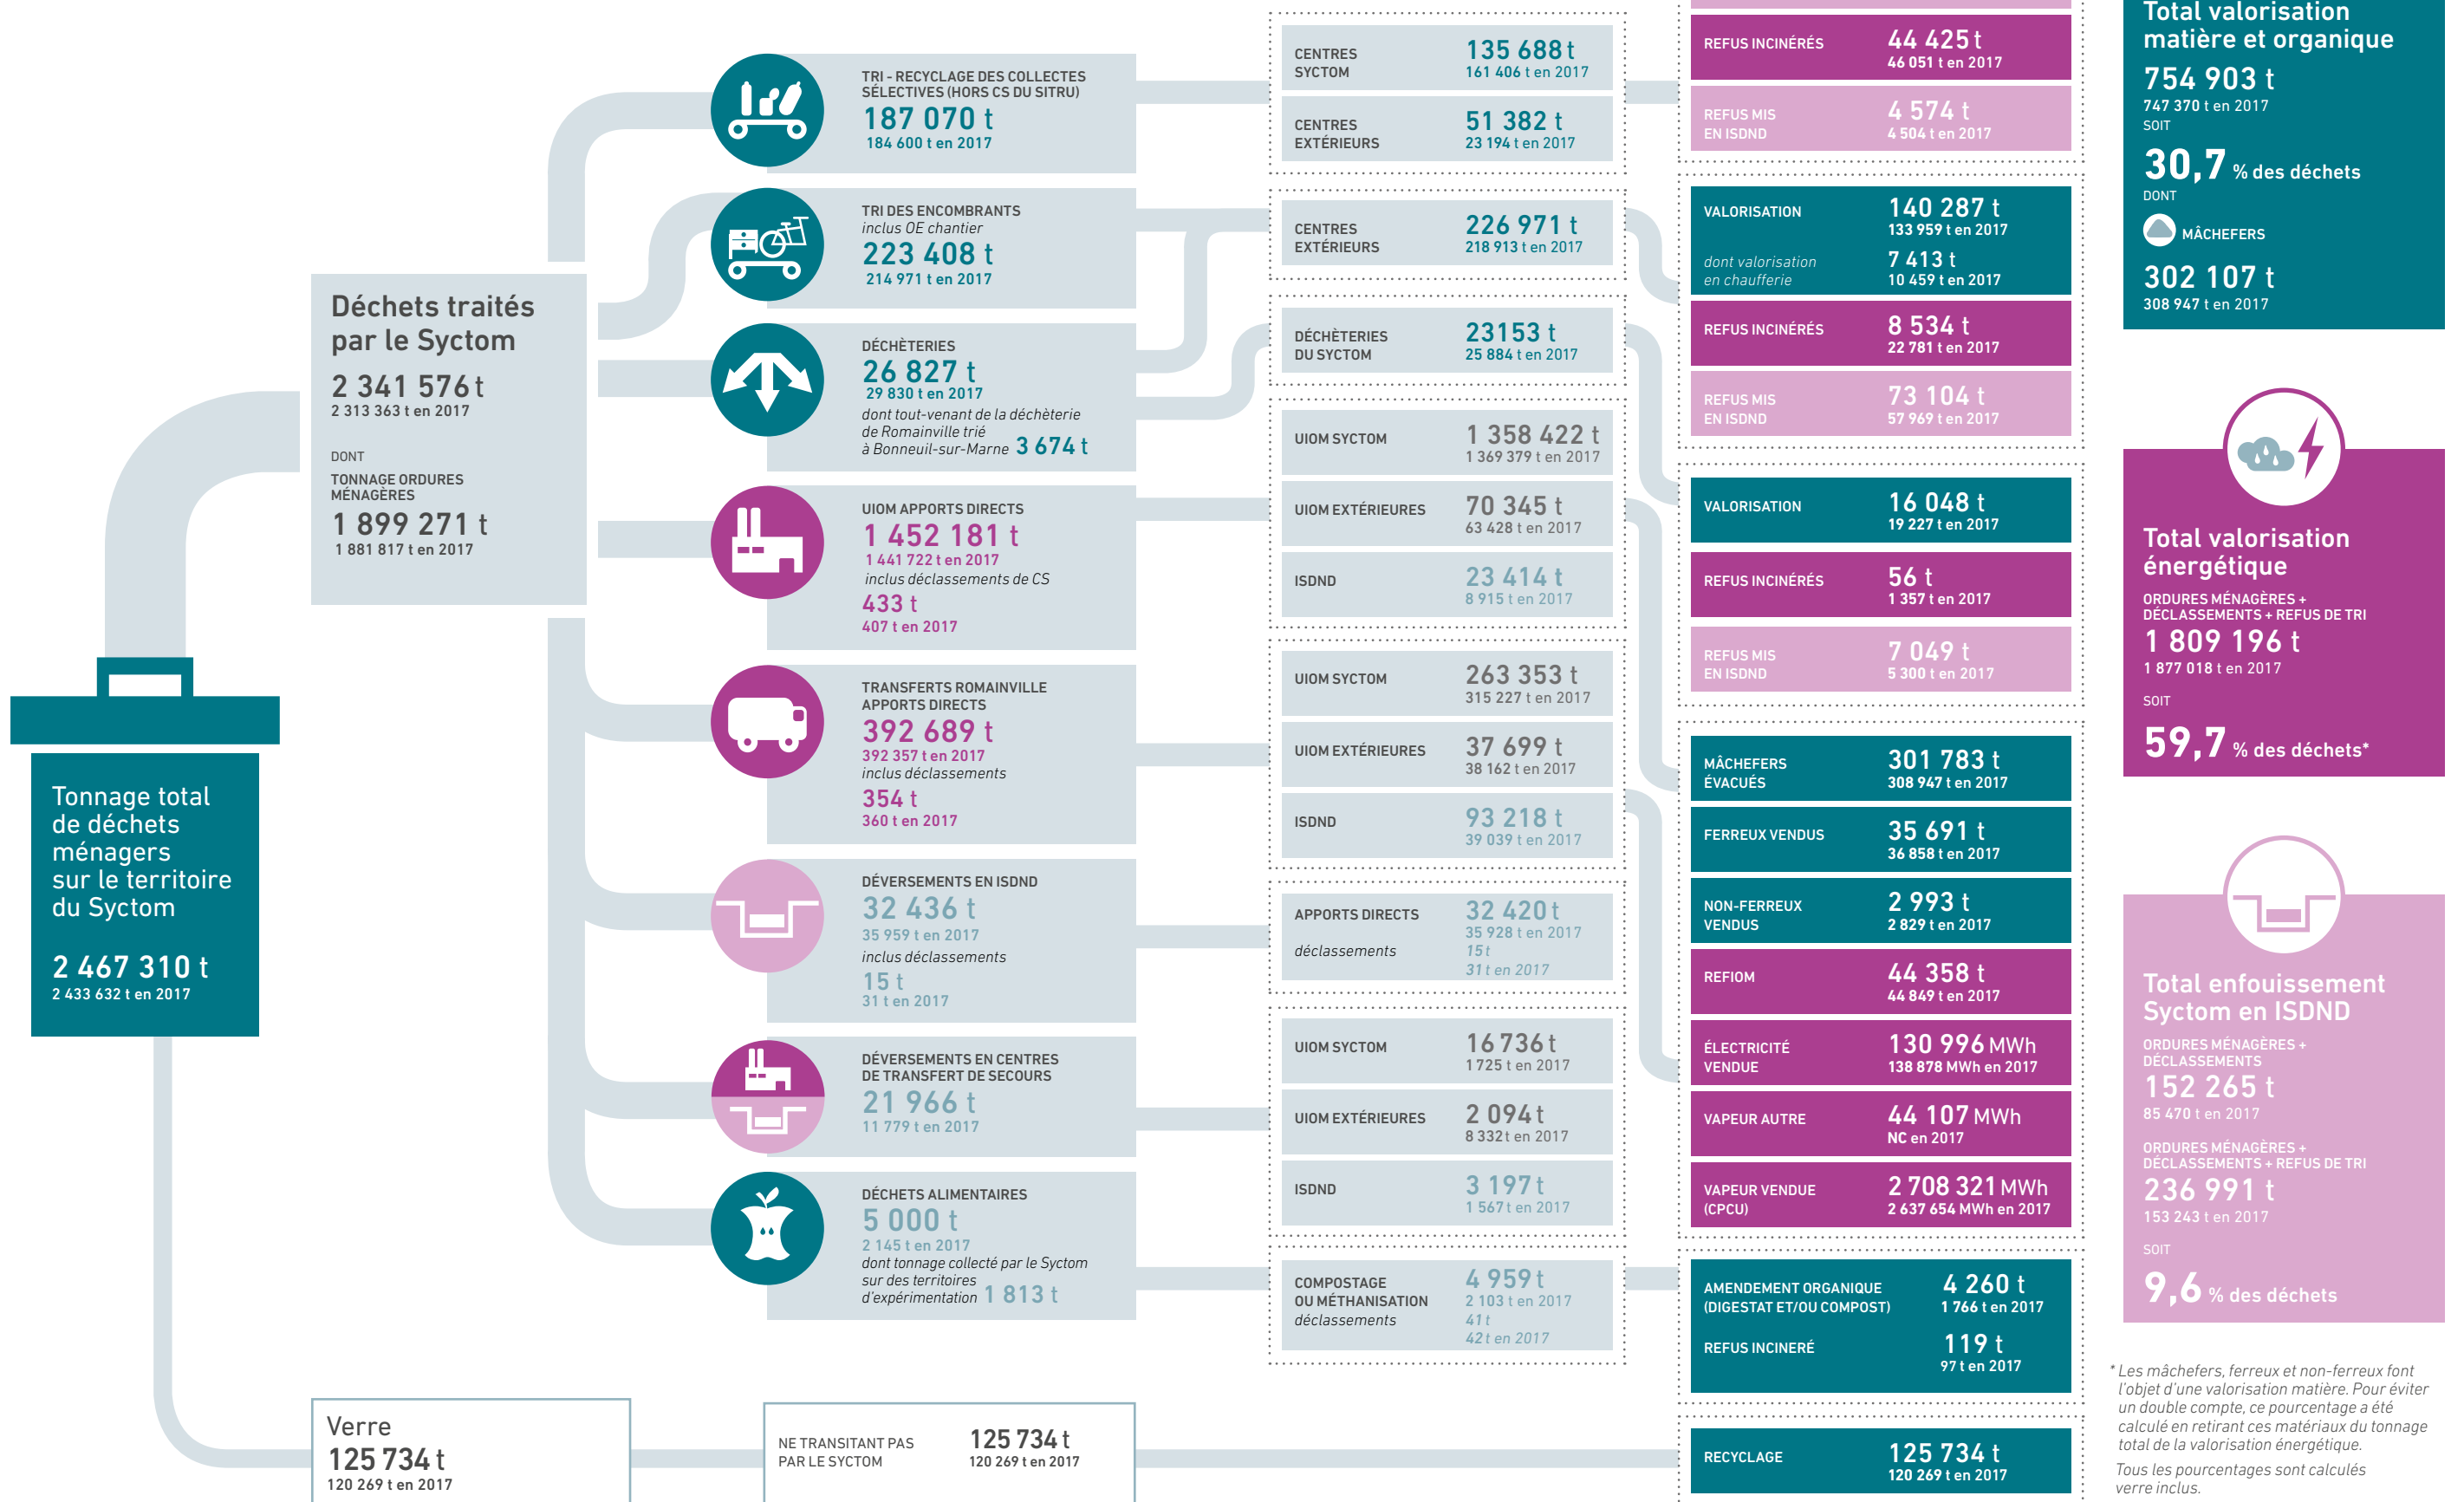 Tonnage total
de déchets
ménagers
sur le territoire
du Syctom
2 467 310 t
2 433 632 t en 2017
Déchets traités
par le Syctom
2 341 576 t
2 313 363 t en 2017
DONT
TONNAGE ORDURES
MÉNAGÈRES
1 899 271 t
1 881 817 t en 2017
Verre
125 734 t
120 269 t en 2017
TRI - RECYCLAGE DES COLLECTES
SÉLECTIVES (HORS CS DU SITRU)
187 070 t
184 600 t en 2017
TRI DES ENCOMBRANTS
inclus OE chantier
223 408 t
214 971 t en 2017
DÉCHÈTERIES
26 827 t
29 830 t en 2017
dont tout-venant de la déchèterie
de Romainville trié
à Bonneuil-sur-Marne 3 674 t
UIOM APPORTS DIRECTS
1 452 181 t
1 441 722 t en 2017
inclus déclassements de CS
433 t
407 t en 2017
TRANSFERTS ROMAINVILLE
APPORTS DIRECTS
392 689 t
392 357 t en 2017
inclus déclassements
354 t
360 t en 2017
DÉVERSEMENTS EN ISDND
32 436 t
35 959 t en 2017
inclus déclassements
15 t
31 t en 2017
DÉVERSEMENTS EN CENTRES
DE TRANSFERT DE SECOURS
21 966 t
11 779 t en 2017
DÉCHETS ALIMENTAIRES
5 000 t
2 145 t en 2017
dont tonnage collecté par le Syctom
sur des territoires
d'expérimentation 1 813 t
NE TRANSITANT PAS
PAR LE SYCTOM
125 734 t
120 269 t en 2017
CENTRES
SYCTOM
135 688 t
161 406 t en 2017
CENTRES
EXTÉRIEURS
51 382 t
23 194 t en 2017
CENTRES
EXTÉRIEURS
226 971 t
218 913 t en 2017
DÉCHÈTERIES
DU SYCTOM
23153 t
25 884 t en 2017
UIOM SYCTOM
1 358 422 t
1 369 379 t en 2017
UIOM EXTÉRIEURES
70 345 t
63 428 t en 2017
ISDND
23 414 t
8 915 t en 2017
UIOM SYCTOM
263 353 t
315 227 t en 2017
UIOM EXTÉRIEURES
37 699 t
38 162 t en 2017
ISDND
93 218 t
39 039 t en 2017
APPORTS DIRECTS
32 420 t
35 928 t en 2017
déclassements
15 t
31 t en 2017
UIOM SYCTOM
16 736 t
1 725 t en 2017
UIOM EXTÉRIEURES
2 094 t
8 332 t en 2017
ISDND
3 197 t
1 567 t en 2017
COMPOSTAGE
OU MÉTHANISATION
4 959 t
2 103 t en 2017
déclassements
41 t
42 t en 2017
REFUS INCINÉRÉS
44 425 t
46 051 t en 2017
REFUS MIS
EN ISDND
4 574 t
4 504 t en 2017
VALORISATION
140 287 t
133 959 t en 2017
dont valorisation
en chaufferie
7 413 t
10 459 t en 2017
REFUS INCINÉRÉS
8 534 t
22 781 t en 2017
REFUS MIS
EN ISDND
73 104 t
57 969 t en 2017
VALORISATION
16 048 t
19 227 t en 2017
REFUS INCINÉRÉS
56 t
1 357 t en 2017
REFUS MIS
EN ISDND
7 049 t
5 300 t en 2017
MÂCHEFERS
ÉVACUÉS
301 783 t
308 947 t en 2017
FERREUX VENDUS
35 691 t
36 858 t en 2017
NON-FERREUX
VENDUS
2 993 t
2 829 t en 2017
REFIOM
44 358 t
44 849 t en 2017
ÉLECTRICITÉ
VENDUE
130 996 MWh
138 878 MWh en 2017
VAPEUR AUTRE
44 107 MWh
NC en 2017
VAPEUR VENDUE
(CPCU)
2 708 321 MWh
2 637 654 MWh en 2017
AMENDEMENT ORGANIQUE
(DIGESTAT ET/OU COMPOST)
4 260 t
1 766 t en 2017
REFUS INCINERÉ
119 t
97 t en 2017
RECYCLAGE
125 734 t
120 269 t en 2017
Total valorisation
matière et organique
754 903 t
747 370 t en 2017
SOIT
30,7 % des déchets
DONT
MÂCHEFERS
302 107 t
308 947 t en 2017
Total valorisation
énergétique
ORDURES MÉNAGÈRES +
DÉCLASSEMENTS + REFUS DE TRI
1 809 196 t
1 877 018 t en 2017
SOIT
59,7 % des déchets*
Total enfouissement
Syctom en ISDND
ORDURES MÉNAGÈRES +
DÉCLASSEMENTS
152 265 t
85 470 t en 2017
ORDURES MÉNAGÈRES +
DÉCLASSEMENTS + REFUS DE TRI
236 991 t
153 243 t en 2017
SOIT
9,6 % des déchets
* Les mâchefers, ferreux et non-ferreux font
l'objet d'une valorisation matière. Pour éviter
un double compte, ce pourcentage a été
calculé en retirant ces matériaux du tonnage
total de la valorisation énergétique.
Tous les pourcentages sont calculés
verre inclus.